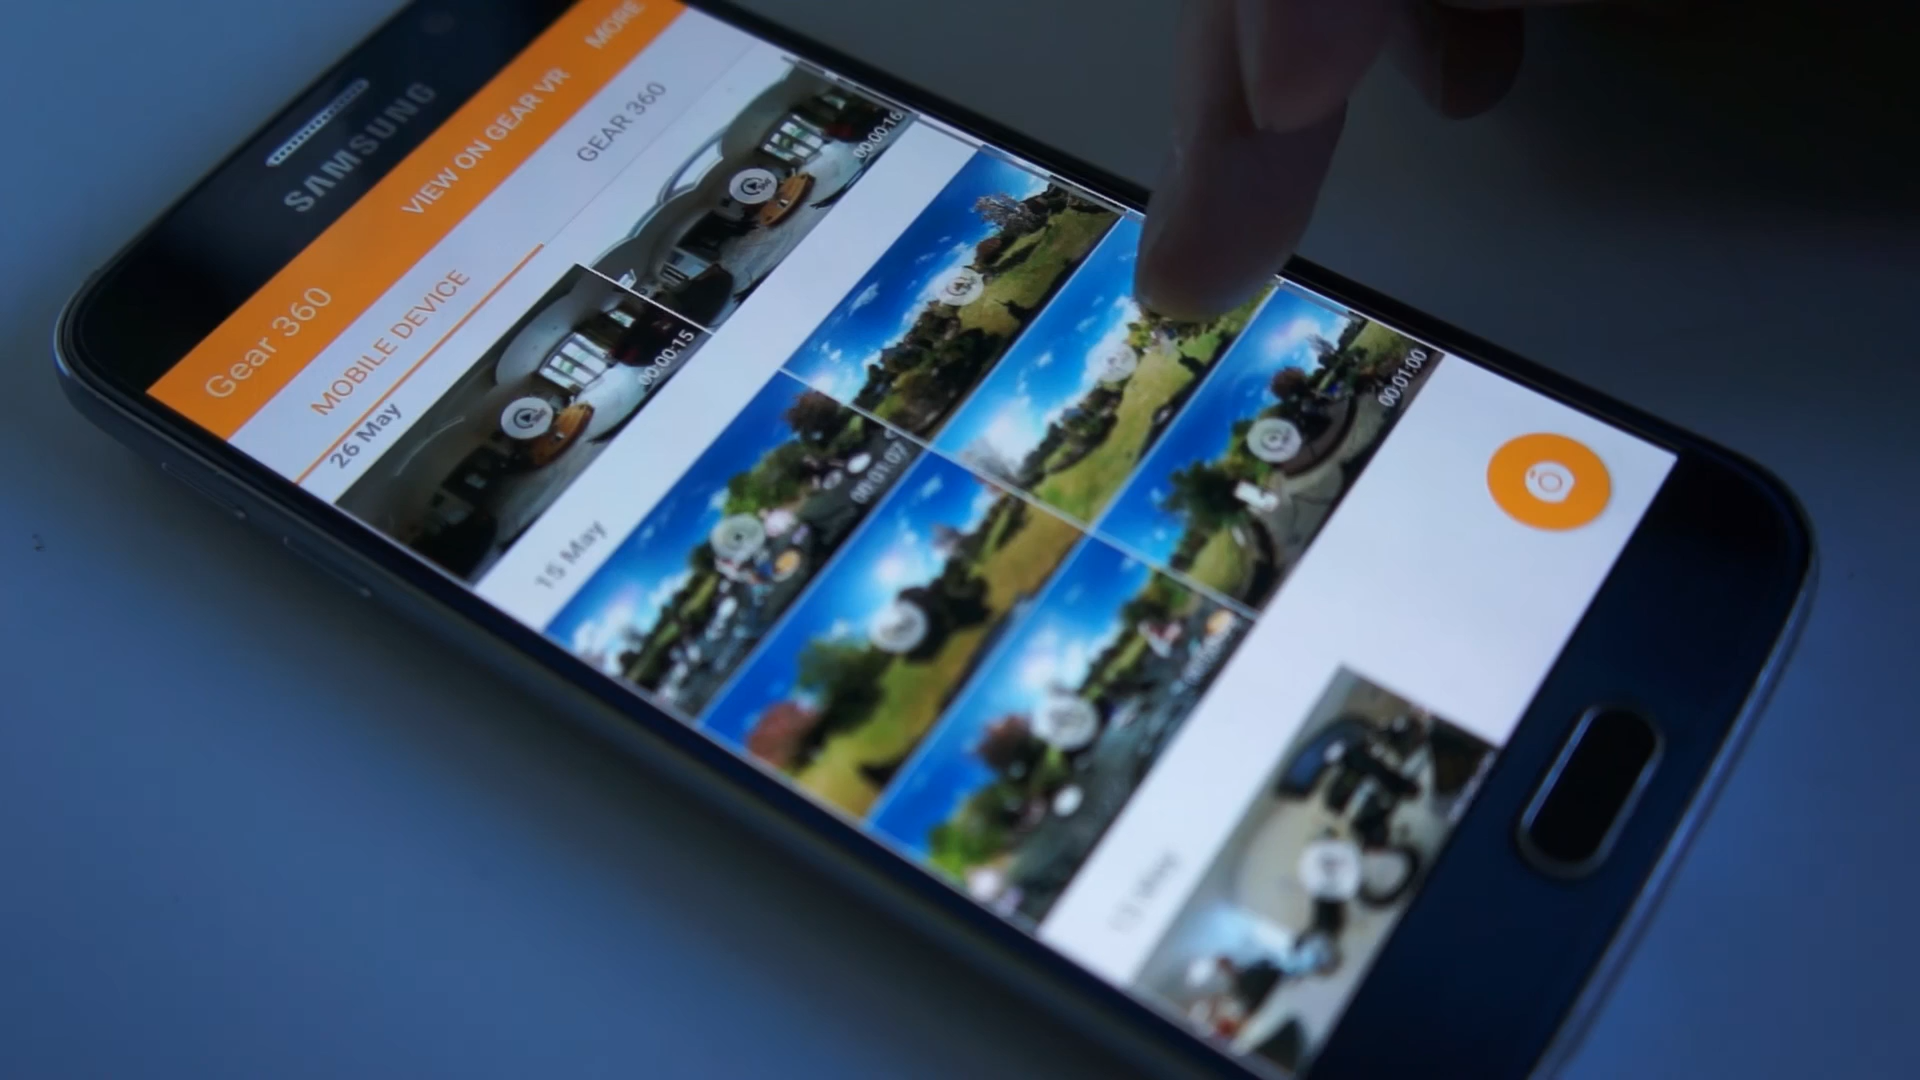 SAMSUNG
Gear 360
VIEW ON GEAR VR
MORE
MOBILE DEVICE
GEAR 360
26 May
00:00:15
00:00:16
15 May
00:01:07
00:01:00